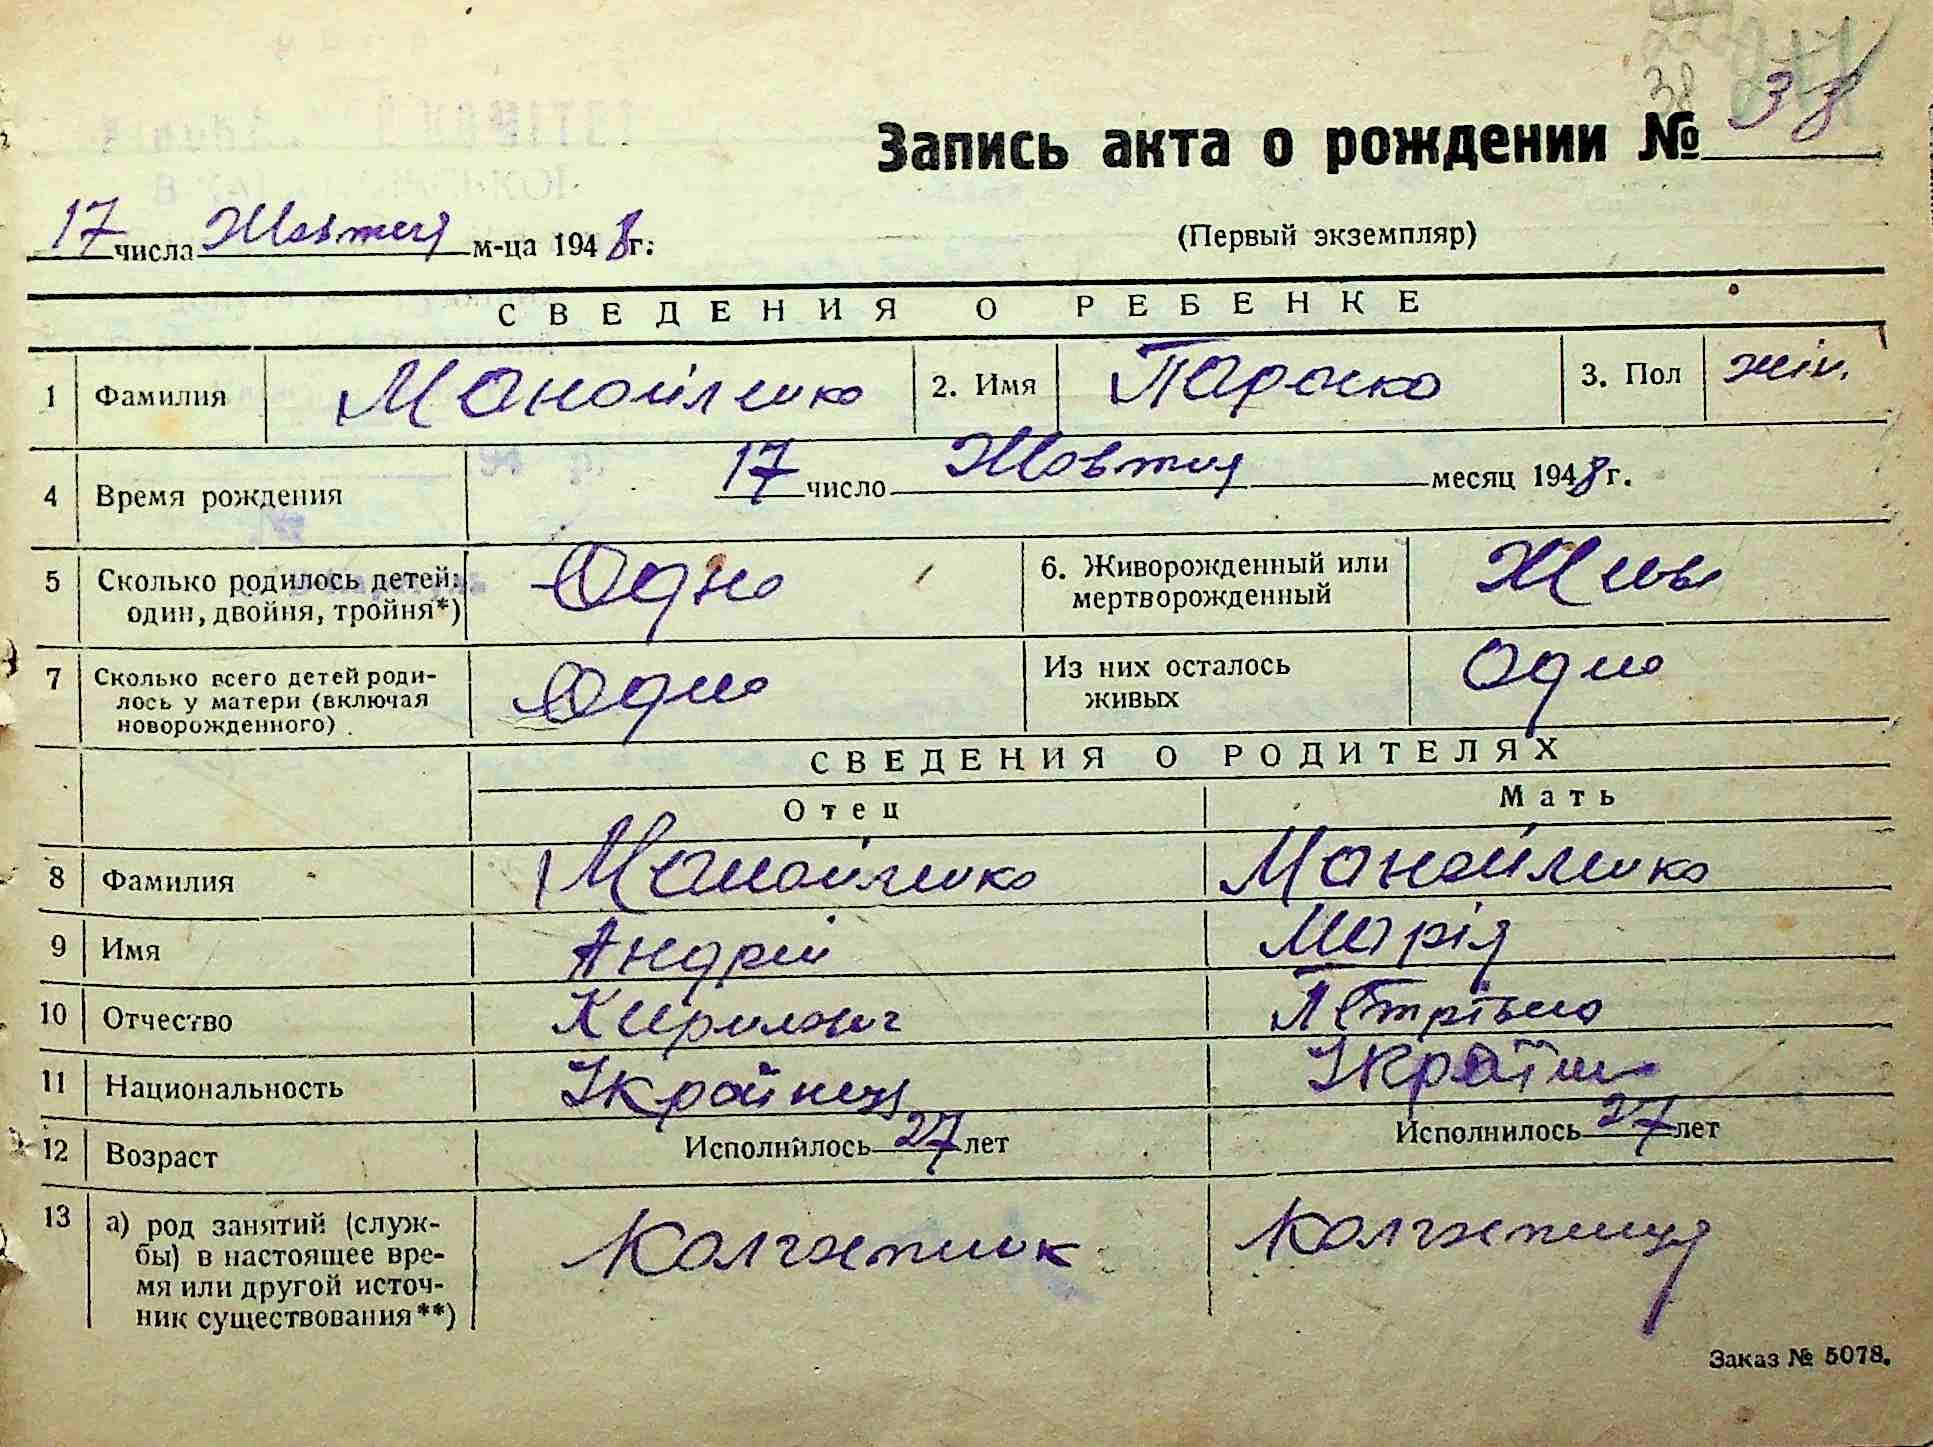 38
Запись акта о рождении № 38
17 числа Жовтня м-ца 1948 г.
(Первый экземпляр)
СВЕДЕНИЯ О РЕБЕНКЕ
1 Фамилия Манойленко 2. Имя Параска 3. Пол жін.
4 Время рождения 17 число Жовтня месяц 1948 г.
5 Сколько родилось детей: один, двойня, тройня*) Одно 6. Живорожденный или мертворожденный Живе
7 Сколько всего детей родилось у матери (включая новорожденного) Одно Из них осталось живых Одно
СВЕДЕНИЯ О РОДИТЕЛЯХ
Отец Мать
8 Фамилия Манойленко Манойленко
9 Имя Андрій Марія
10 Отчество Кирилович Петрівна
11 Национальность Українец Україн
12 Возраст Исполнилось 27 лет Исполнилось 27 лет
13 а) род занятий (службы) в настоящее время или другой источник существования**) Колгоспник Колгоспниця
Заказ № 5078.